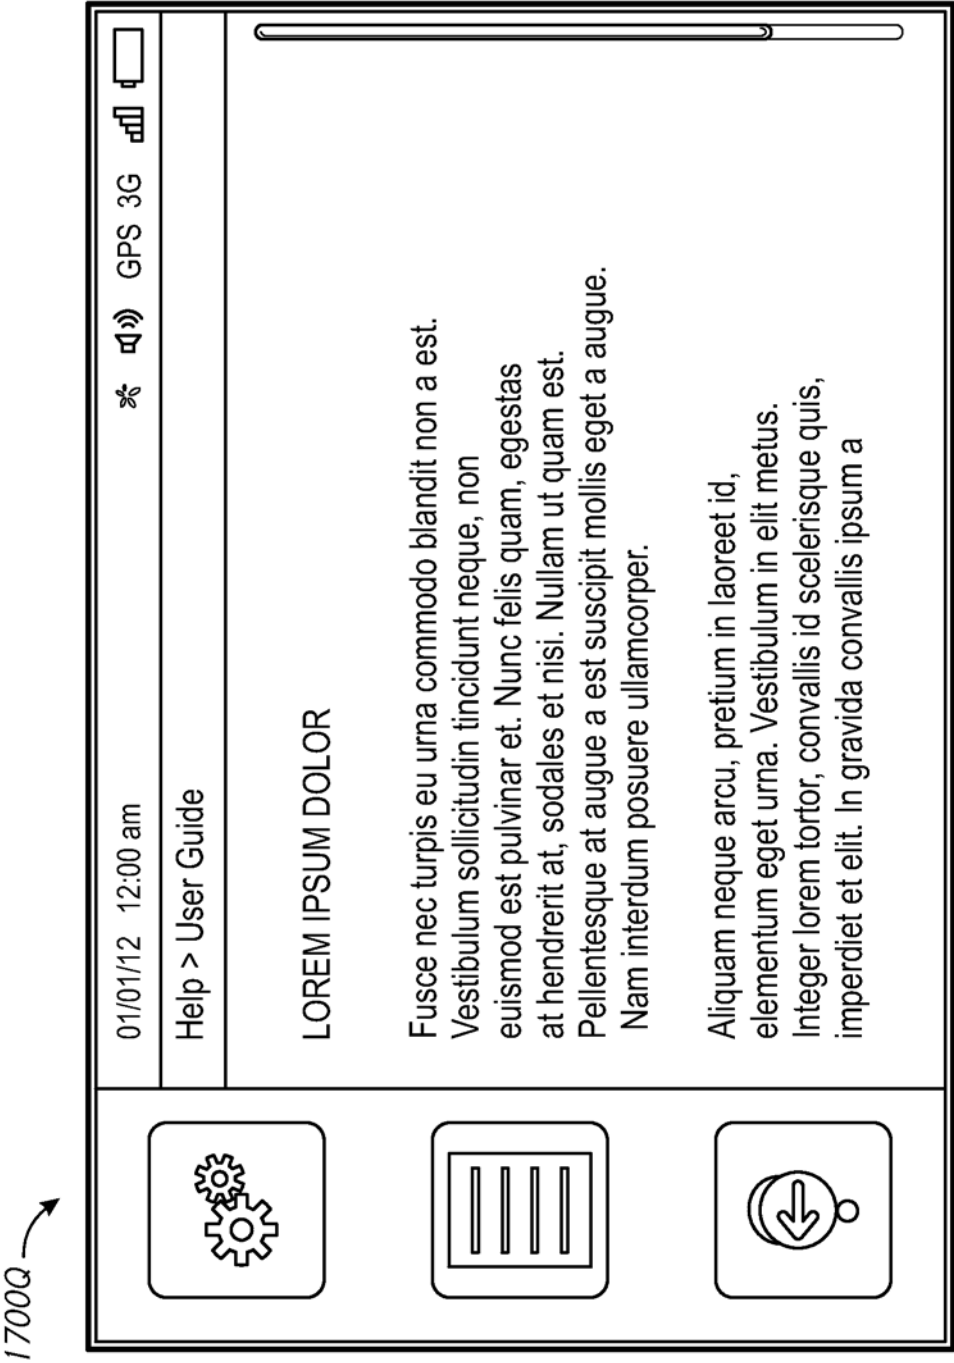 1700Q
01/01/12 12:00 am GPS 3G
Help > User Guide
LOREM IPSUM DOLOR
Fusce nec turpis eu urna commodo blandit non a est.
Vestibulum sollicitudin tincidunt neque, non
euismod est pulvinar et. Nunc felis quam, egestas
at hendrerit at, sodales et nisi. Nullam ut quam est.
Pellentesque at augue a est suscipit mollis eget a augue.
Nam interdum posuere ullamcorper.
Aliquam neque arcu, pretium in laoreet id,
elementum eget urna. Vestibulum in elit metus.
Integer lorem tortor, convallis id scelerisque quis,
imperdiet et elit. In gravida convallis ipsum a